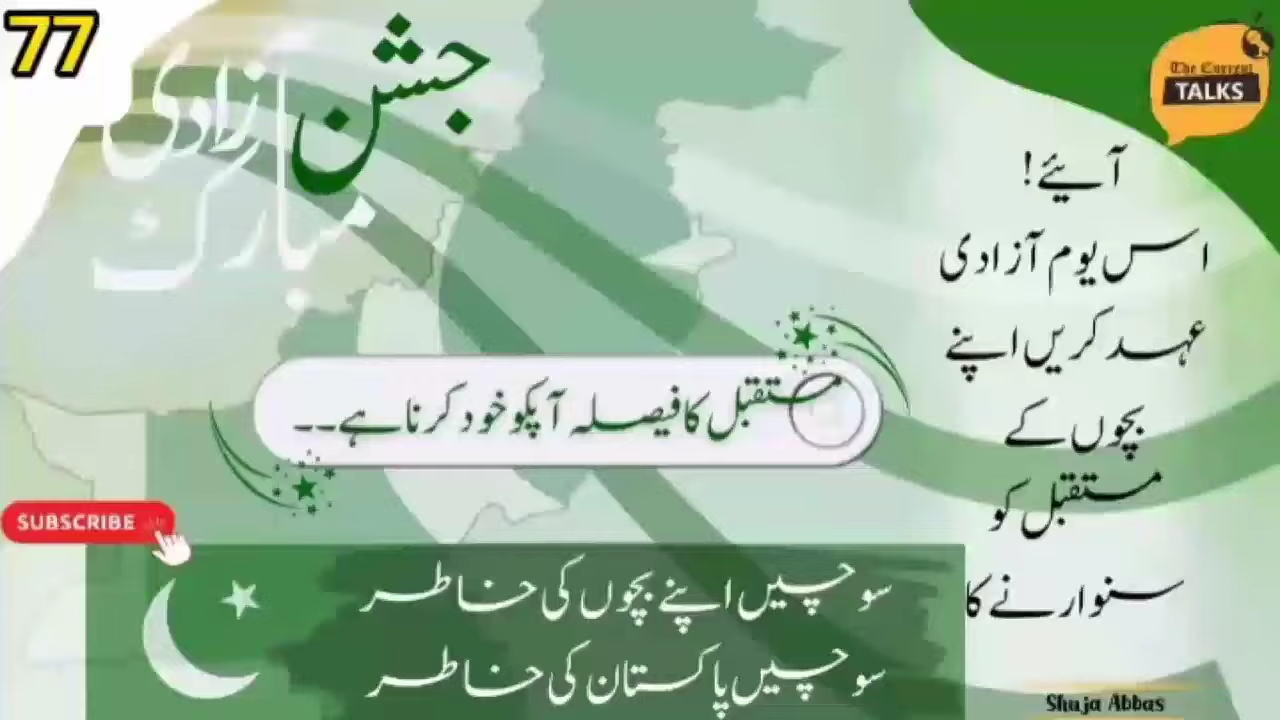 77
جشن آزادی
مبارک
The Current
TALKS
آیئے!
اس یوم آزادی
عہد کریں اپنے
بچوں کے
مستقبل کو
سنوارنے کا
مستقبل کا فیصلہ آپکو خود کرنا ہے۔۔
SUBSCRIBE
سوچیں اپنے بچوں کی خاطر
سوچیں پاکستان کی خاطر
Shuja Abbas